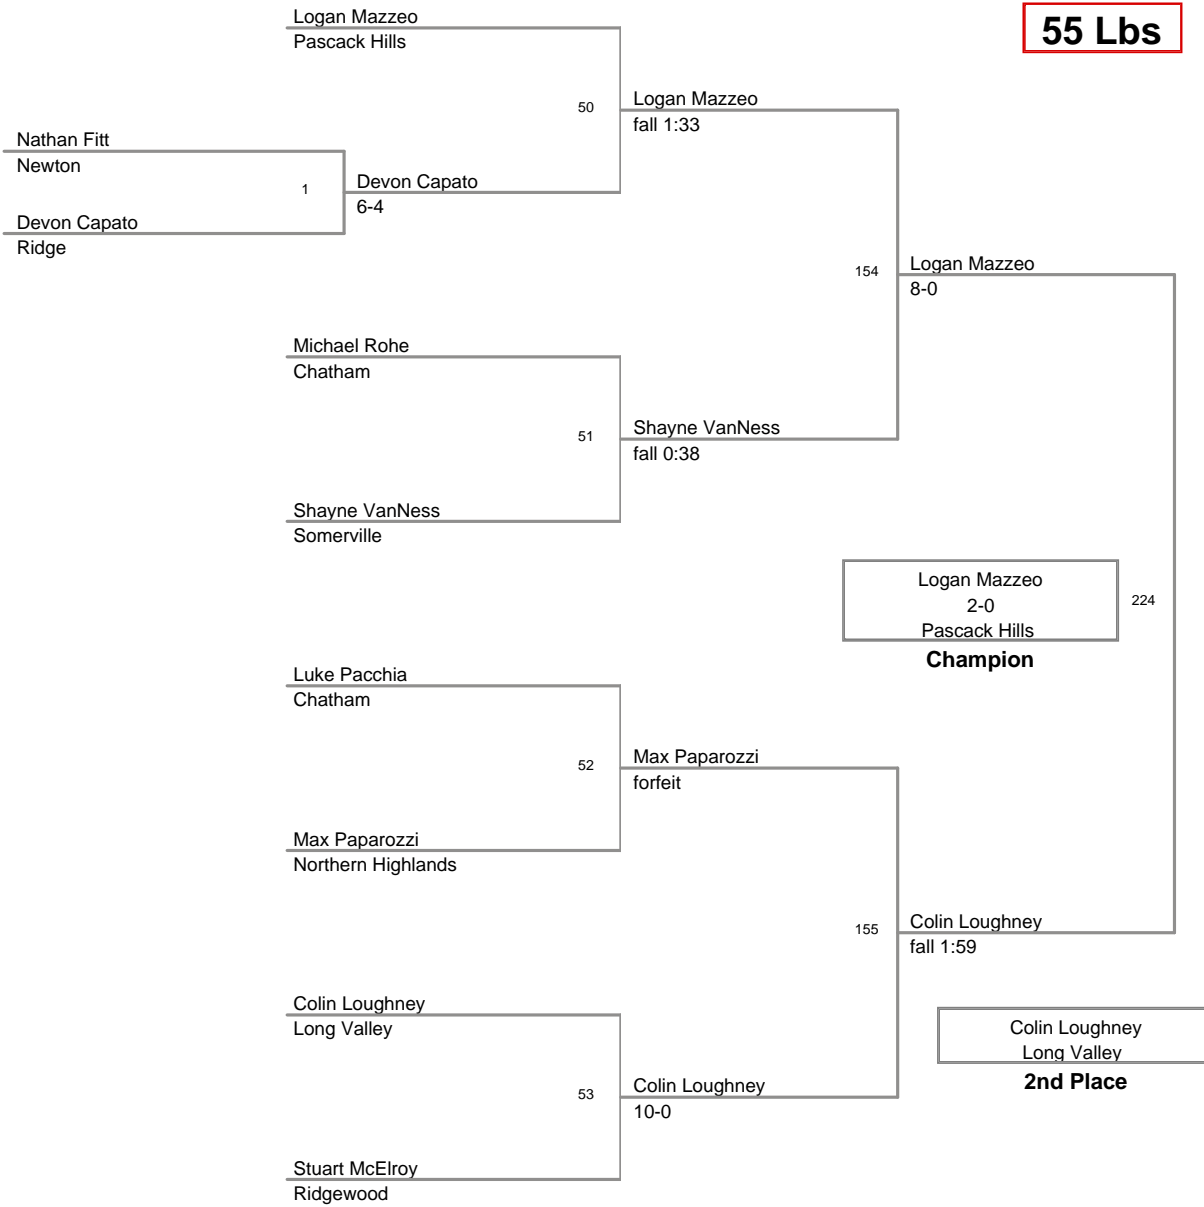 Logan Mazzeo
Pascack Hills
55 Lbs
50
Logan Mazzeo
fall 1:33
Nathan Fitt
Newton
1
Devon Capato
6-4
Devon Capato
Ridge
154
Logan Mazzeo
8-0
Michael Rohe
Chatham
51
Shayne VanNess
fall 0:38
Shayne VanNess
Somerville
Logan Mazzeo
2-0
Pascack Hills
224
Champion
Luke Pacchia
Chatham
52
Max Paparozzi
forfeit
Max Paparozzi
Northern Highlands
155
Colin Loughney
fall 1:59
Colin Loughney
Long Valley
Colin Loughney
Long Valley
2nd Place
53
Colin Loughney
10-0
Stuart McElroy
Ridgewood